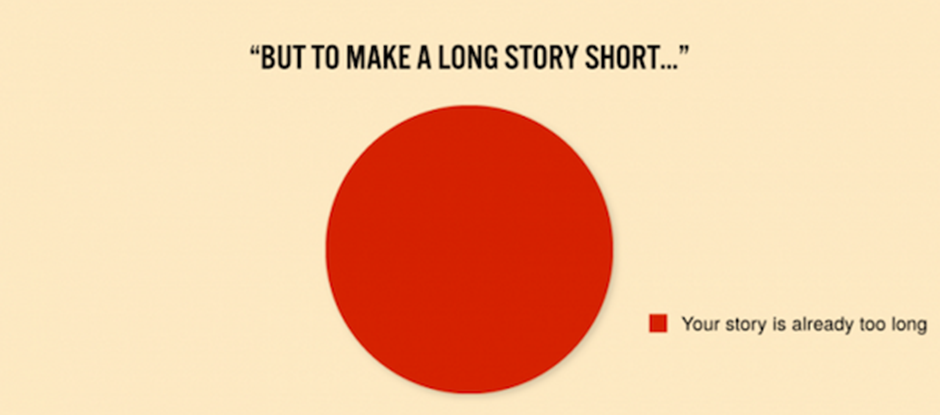 “BUT TO MAKE A LONG STORY SHORT...”
Your story is already too long